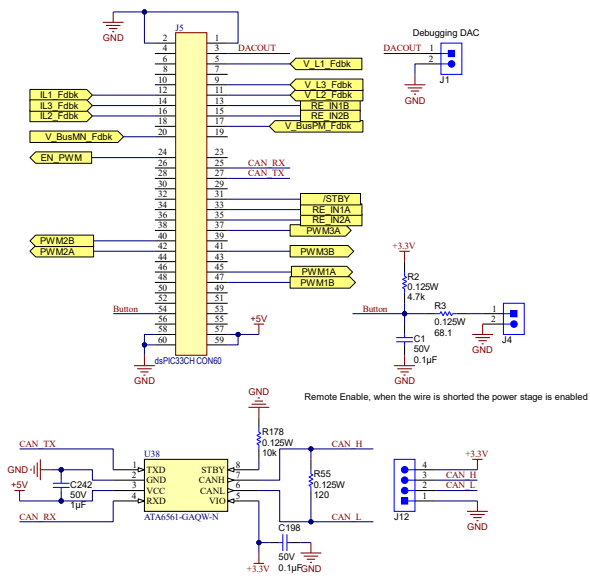 J5
GND
2 1
4 3 DACOUT
6 5 V_L1_Fdbk
8 7
10 9 V_L3_Fdbk
IL1_Fdbk 12 11 V_L2_Fdbk
IL3_Fdbk 14 13 RE_IN1B
IL2_Fdbk 16 15 RE_IN2B
18 17 V_BusPM_Fdbk
V_BusMN_Fdbk 20 19
EN_PWM 24 23
26 25 CAN_RX
28 27 CAN_TX
30 29
32 31 /STBY
34 33 RE_IN1A
36 35 RE_IN2A
38 37 PWM3A
PWM2B 40 39
PWM2A 42 41 PWM3B
44 43
46 45 PWM1A
48 47 PWM1B
50 49
52 51
Button 54 53
56 55
58 57 +5V
60 59
dsPIC33CH CON60
GND
Debugging DAC
DACOUT 1
2
GND
J1
+3.3V
R2
0.125W
4.7k
Button
R3
0.125W
68.1
1
2
GND
J4
C1
50V
0.1µF
GND
Remote Enable, when the wire is shorted the power stage is enabled
GND
R178
0.125W
10k
CAN_TX
U38
CAN_H
GND
1 TXD STBY 8
2 GND CANH 7
3 VCC CANL 6
4 RXD VIO 5
+5V
C242
50V
1µF
CAN_RX
ATA6561-GAQW-N
R55
0.125W
120
CAN_L
C198
50V
0.1µF
GND
+3.3V
4 +3.3V
3 CAN_H
2 CAN_L
1
J12
GND